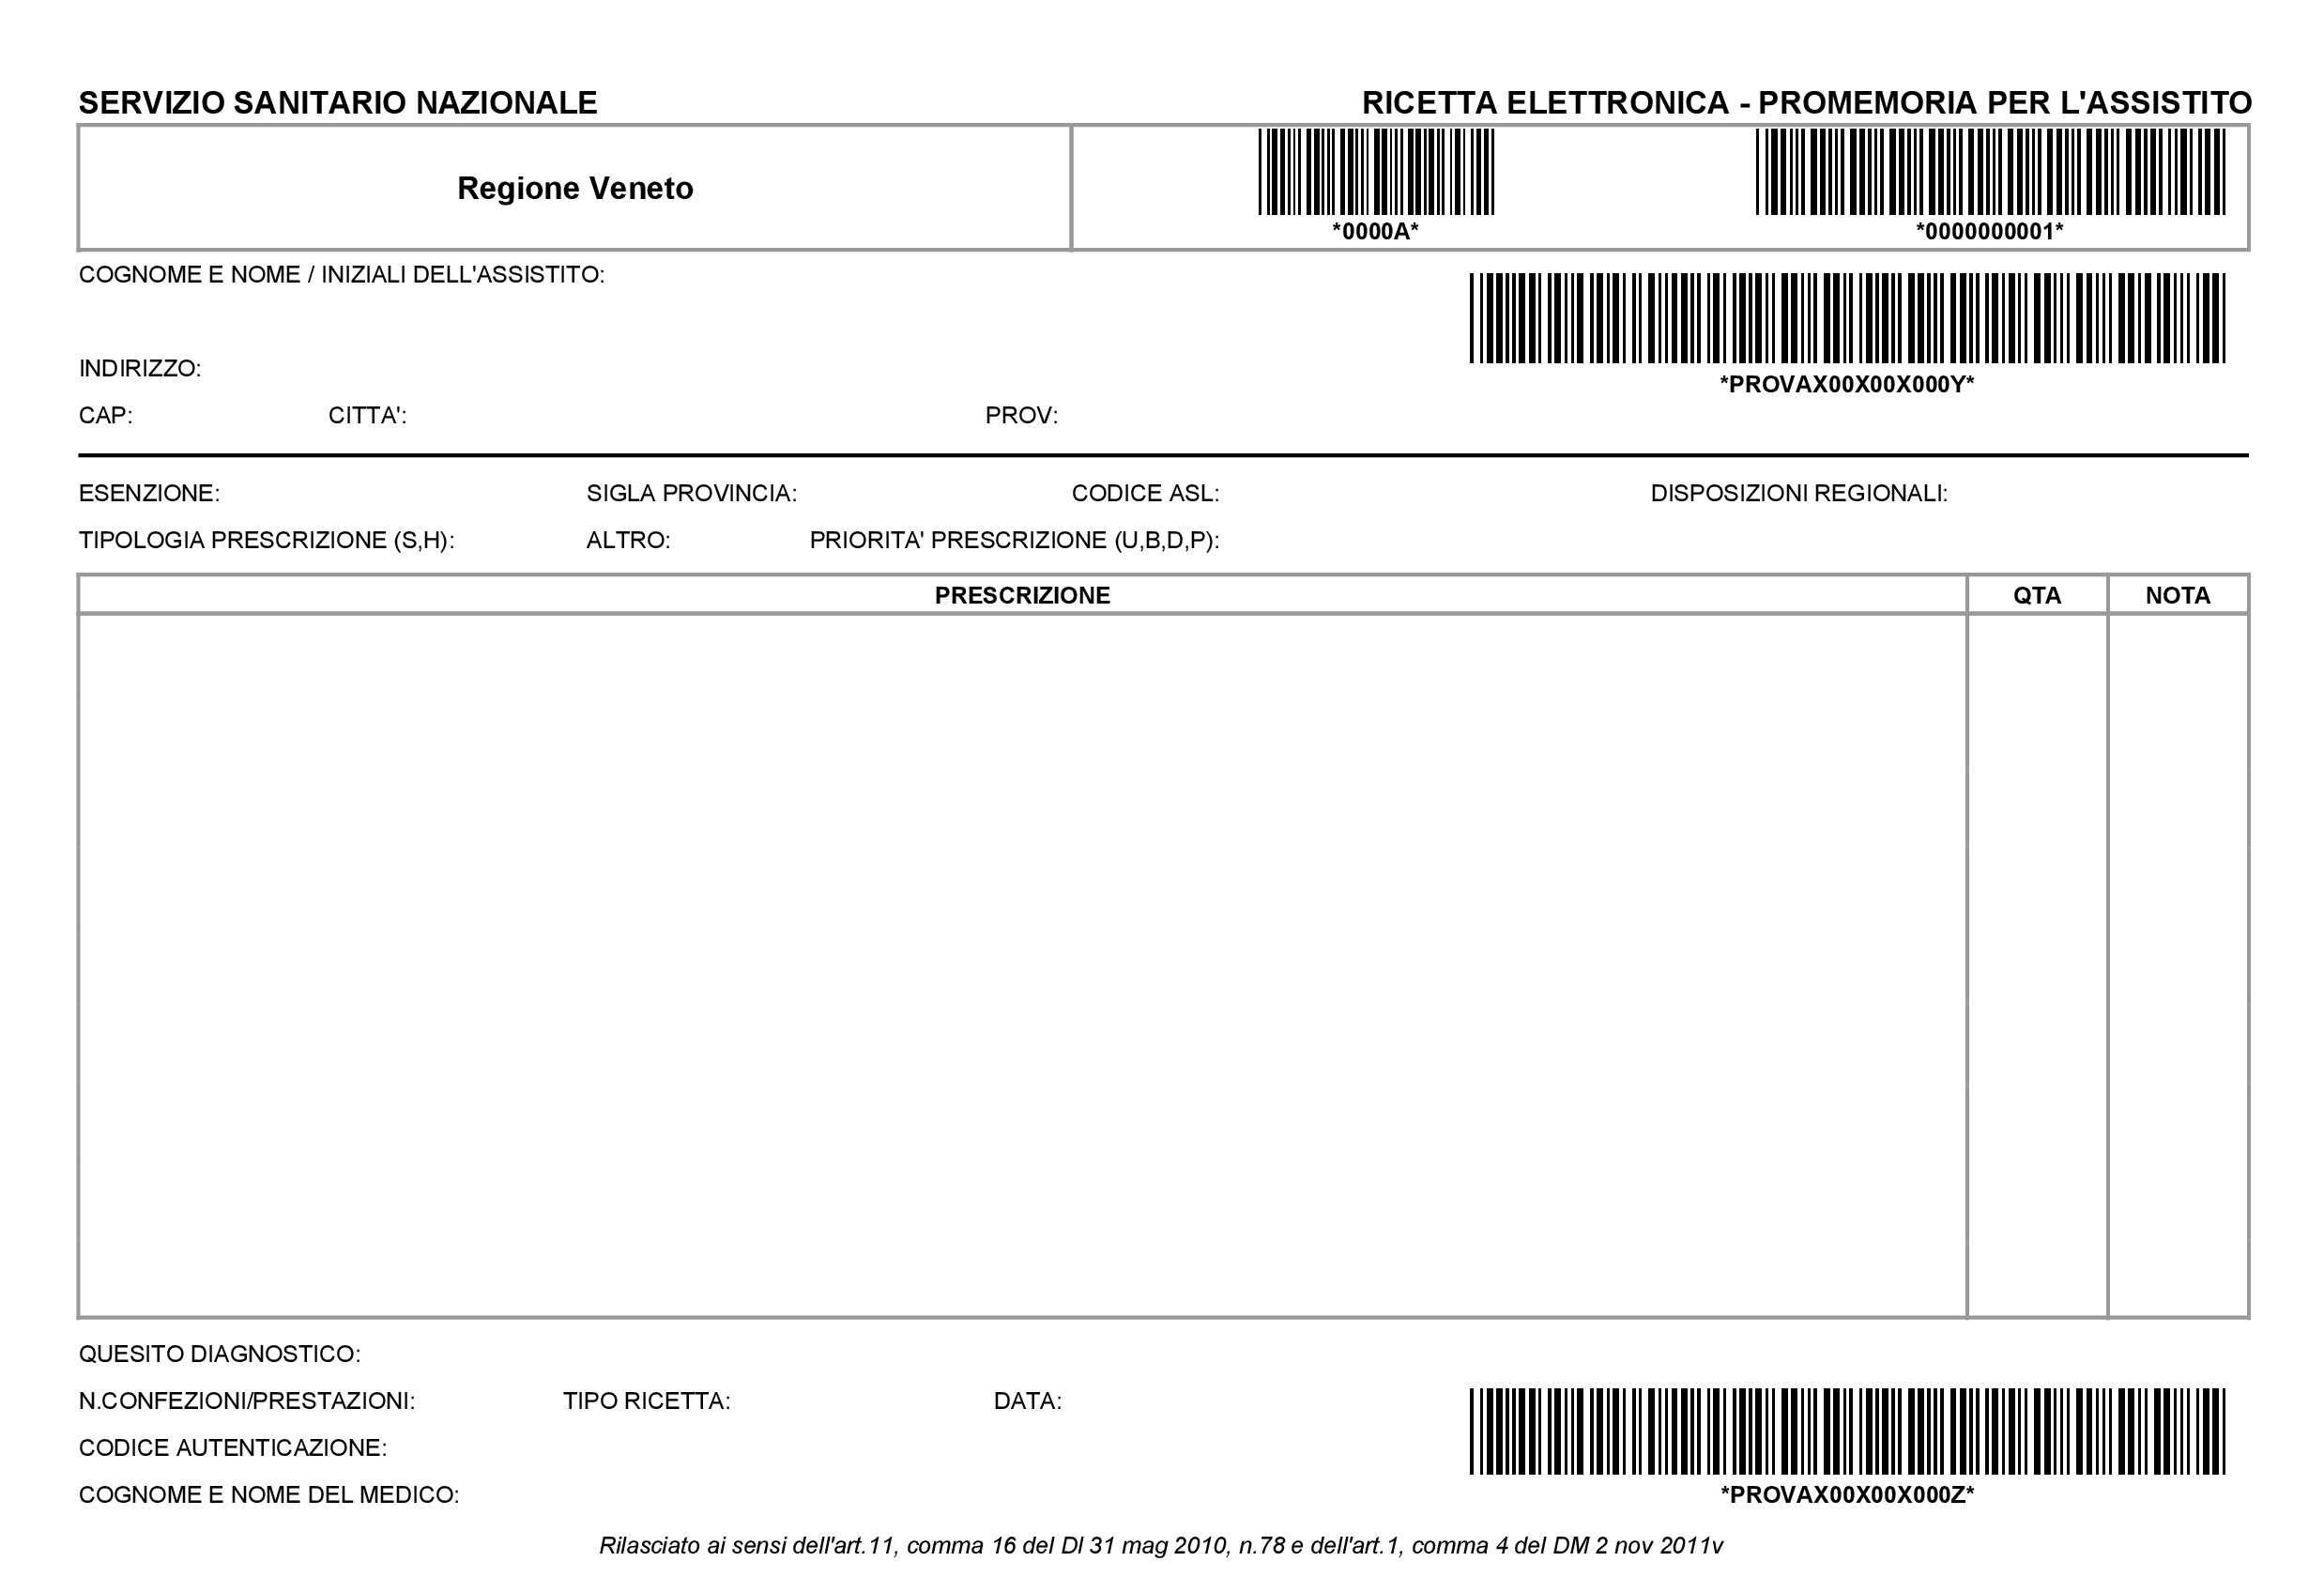 SERVIZIO SANITARIO NAZIONALE RICETTA ELETTRONICA - PROMEMORIA PER L'ASSISTITO
Regione Veneto
*0000A* *0000000001*
COGNOME E NOME / INIZIALI DELL'ASSISTITO:
INDIRIZZO:
*PROVAX00X00X000Y*
CAP: CITTA': PROV:
ESENZIONE: SIGLA PROVINCIA: CODICE ASL: DISPOSIZIONI REGIONALI:
TIPOLOGIA PRESCRIZIONE (S,H): ALTRO: PRIORITA' PRESCRIZIONE (U,B,D,P):
PRESCRIZIONE QTA NOTA
QUESITO DIAGNOSTICO:
N.CONFEZIONI/PRESTAZIONI: TIPO RICETTA: DATA:
CODICE AUTENTICAZIONE:
COGNOME E NOME DEL MEDICO: *PROVAX00X00X000Z*
Rilasciato ai sensi dell'art.11, comma 16 del Dl 31 mag 2010, n.78 e dell'art.1, comma 4 del DM 2 nov 2011v